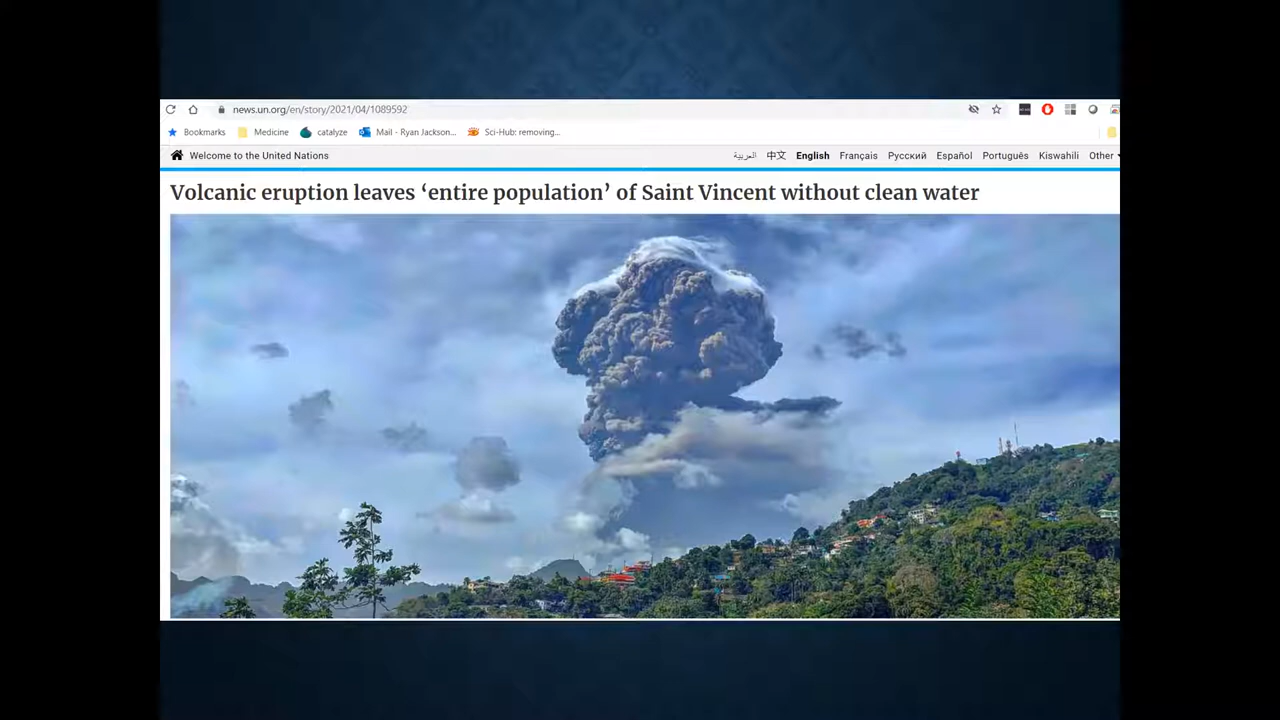 news.un.org/en/story/2021/04/1089592
Bookmarks Medicine catalyze Mail - Ryan Jackson... Sci-Hub: removing...
Welcome to the United Nations العربية 中文 English Français Русский Español Português Kiswahili Other
Volcanic eruption leaves ‘entire population’ of Saint Vincent without clean water